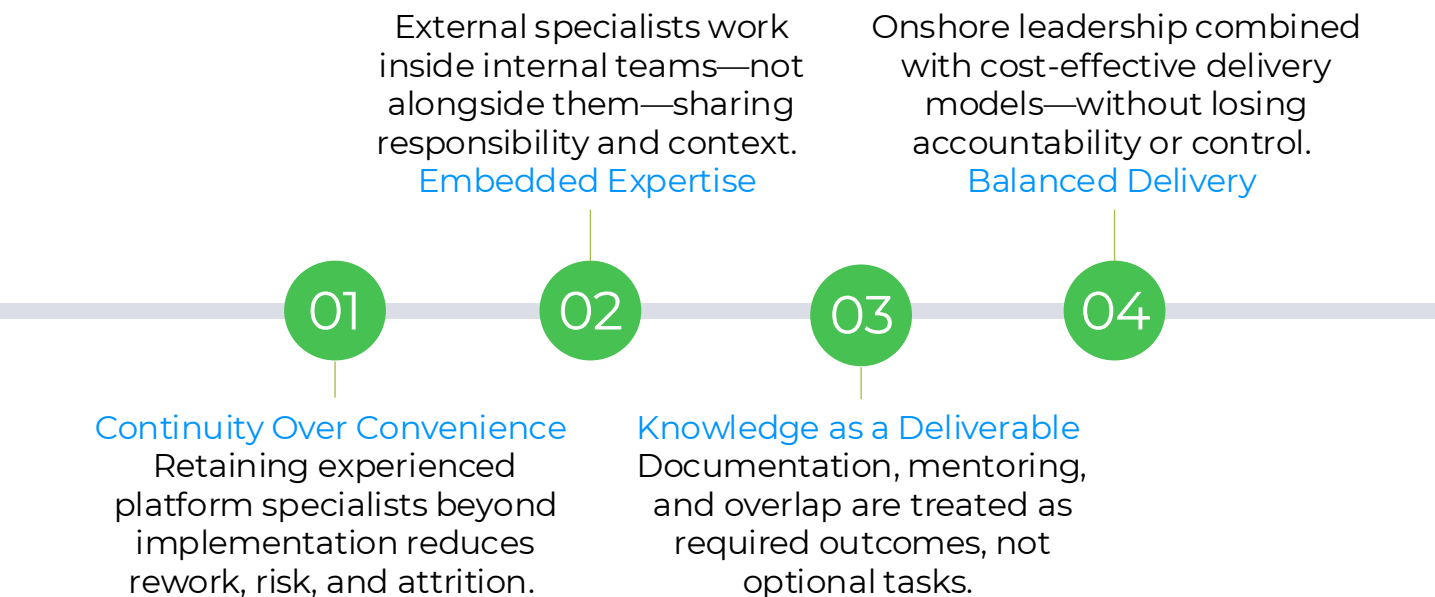 External specialists work
inside internal teams—not
alongside them—sharing
responsibility and context.
Embedded Expertise
Onshore leadership combined
with cost-effective delivery
models—without losing
accountability or control.
Balanced Delivery
01
02
03
04
Continuity Over Convenience
Retaining experienced
platform specialists beyond
implementation reduces
rework, risk, and attrition.
Knowledge as a Deliverable
Documentation, mentoring,
and overlap are treated as
required outcomes, not
optional tasks.